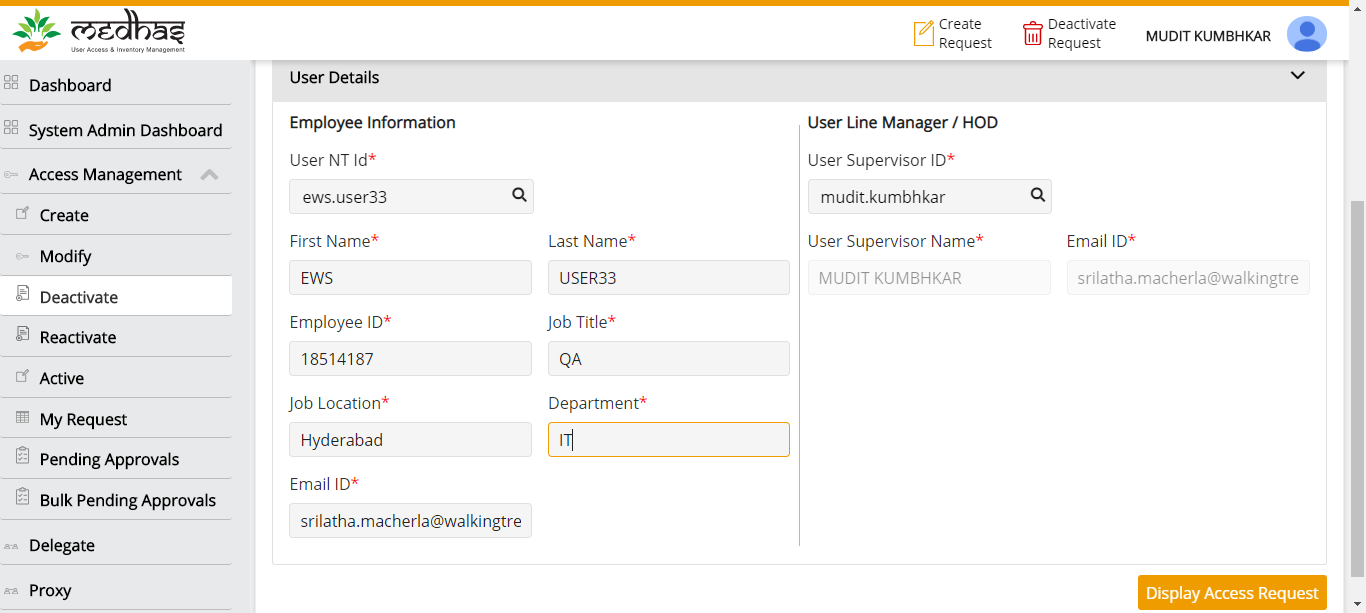 medhas
User Access & Inventory Management
Create
Request
Deactivate
Request
MUDIT KUMBHKAR
Dashboard
System Admin Dashboard
Access Management
Create
Modify
Deactivate
Reactivate
Active
My Request
Pending Approvals
Bulk Pending Approvals
Delegate
Proxy
User Details
Employee Information
User NT Id*
ews.user33
First Name* Last Name*
EWS USER33
Employee ID* Job Title*
18514187 QA
Job Location* Department*
Hyderabad IT
Email ID*
srilatha.macherla@walkingtre
User Line Manager / HOD
User Supervisor ID*
mudit.kumbhkar
User Supervisor Name* Email ID*
MUDIT KUMBHKAR srilatha.macherla@walkingtre
Display Access Request